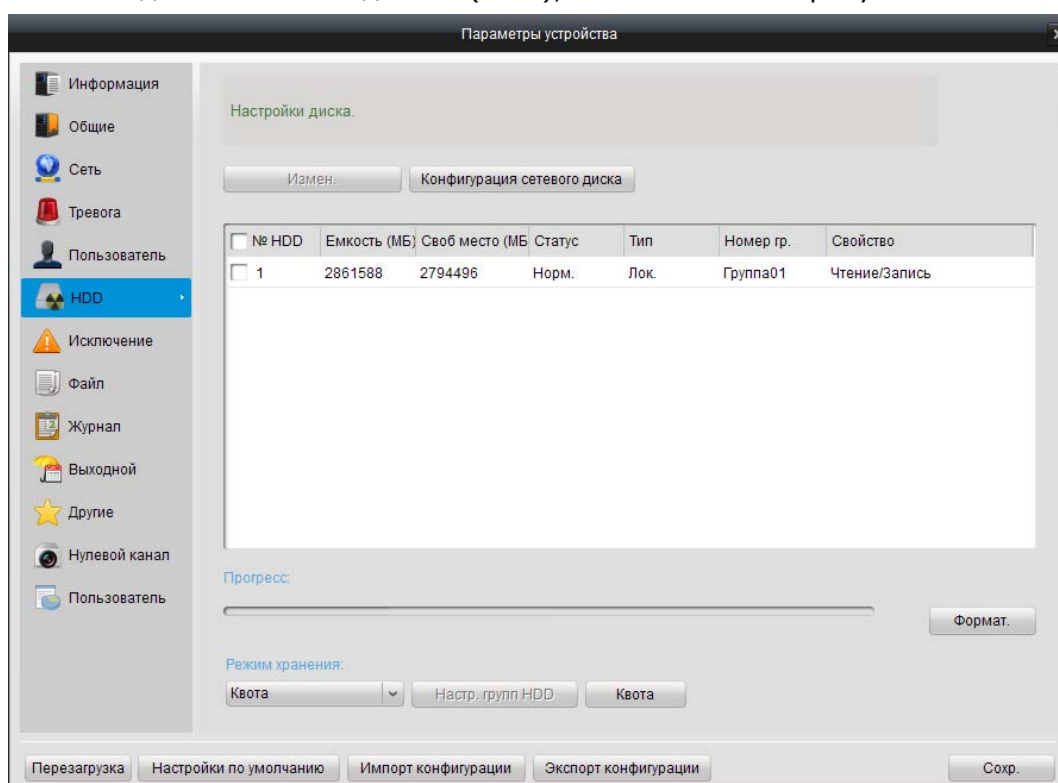 Параметры устройства
Информация
Общие
Сеть
Тревога
Пользователь
HDD
Исключение
Файл
Журнал
Выходной
Другие
Нулевой канал
Пользователь
Настройки диска.
Измен. Конфигурация сетевого диска
№ HDD Емкость (МБ) Своб место (МБ Статус Тип Номер гр. Свойство
1 2861588 2794496 Норм. Лок. Группа01 Чтение/Запись
Прогресс:
Формат.
Режим хранения:
Квота Настр. групп HDD Квота
Перезагрузка Настройки по умолчанию Импорт конфигурации Экспорт конфигурации Сохр.